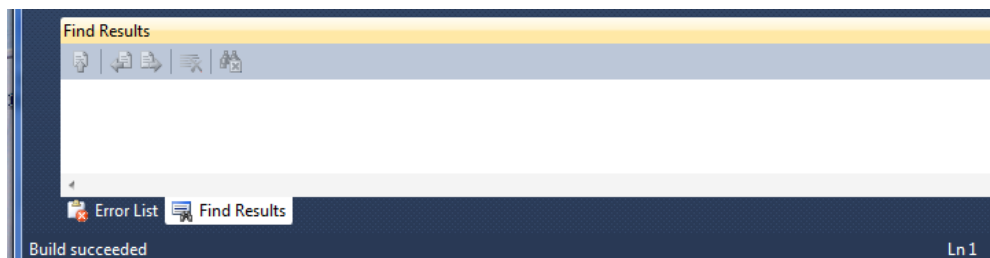 Find Results
Error List Find Results
Build succeeded Ln 1